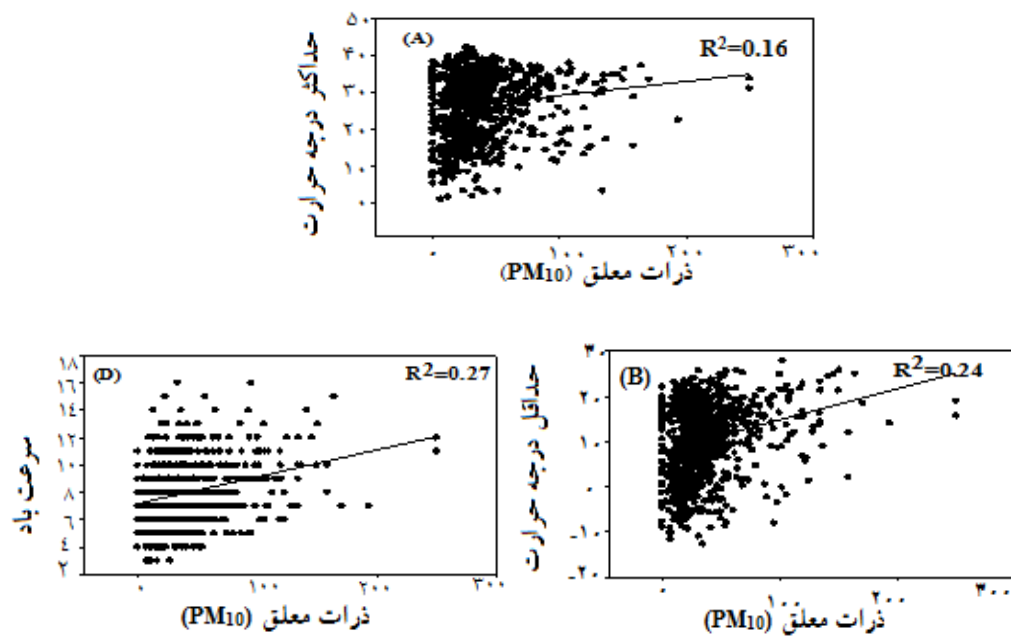 (A)
R²=0.16
حداکثر درجه حرارت
۵۰
۴۰
۳۰
۲۰
۱۰
۰
۰ ۱۰۰ ۲۰۰ ۳۰۰
ذرات معلق (PM₁₀)
(D)
R²=0.27
سرعت باد
۱۸
۱۶
۱۴
۱۲
۱۰
۸
۶
۴
۲
۰ ۱۰۰ ۲۰۰ ۳۰۰
ذرات معلق (PM₁₀)
(B)
R²=0.24
حداقل درجه حرارت
۳۰
۲۰
۱۰
۰
-۱۰
-۲۰
۰ ۱۰۰ ۲۰۰ ۳۰۰
ذرات معلق (PM₁₀)